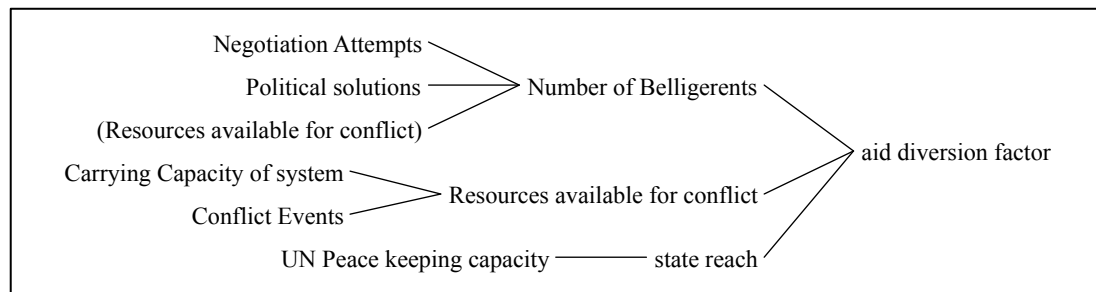 Negotiation Attempts
Political solutions
(Resources available for conflict)
Number of Belligerents
Carrying Capacity of system
Conflict Events
Resources available for conflict
UN Peace keeping capacity
state reach
aid diversion factor